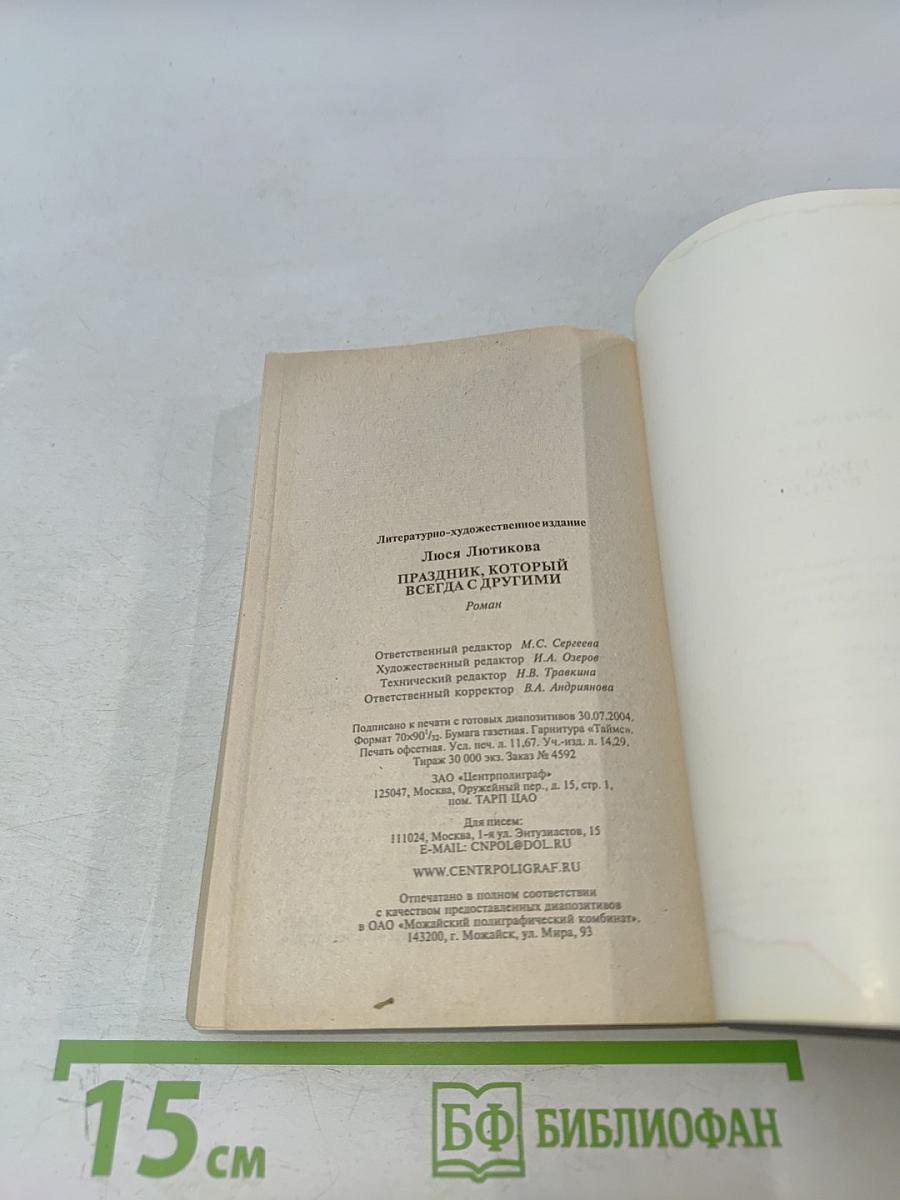 Литературно-художественное издание
Люся Лютикова
ПРАЗДНИК, КОТОРЫЙ
ВСЕГДА С ДРУГИМИ
Роман
Ответственный редактор М.С. Сергеева
Художественный редактор И.А. Озеров
Технический редактор Н.В. Травкина
Ответственный корректор В.А. Андриянова
Подписано к печати с готовых диапозитивов 30.07.2004.
Формат 70×90¹/₃₂. Бумага газетная. Гарнитура «Таймс».
Печать офсетная. Усл. печ. л. 11,67. Уч.-изд. л. 14,29.
Тираж 30 000 экз. Заказ № 4592
ЗАО «Центрполиграф»
125047, Москва, Оружейный пер., д. 15, стр. 1,
пом. ТАРП ЦАО
Для писем:
111024, Москва, 1-я ул. Энтузиастов, 15
E-MAIL: CNPOL@DOL.RU
WWW.CENTRPOLIGRAF.RU
Отпечатано в полном соответствии
с качеством предоставленных диапозитивов
в ОАО «Можайский полиграфический комбинат».
143200, г. Можайск, ул. Мира, 93
15 см
БФ БИБЛИОФАН